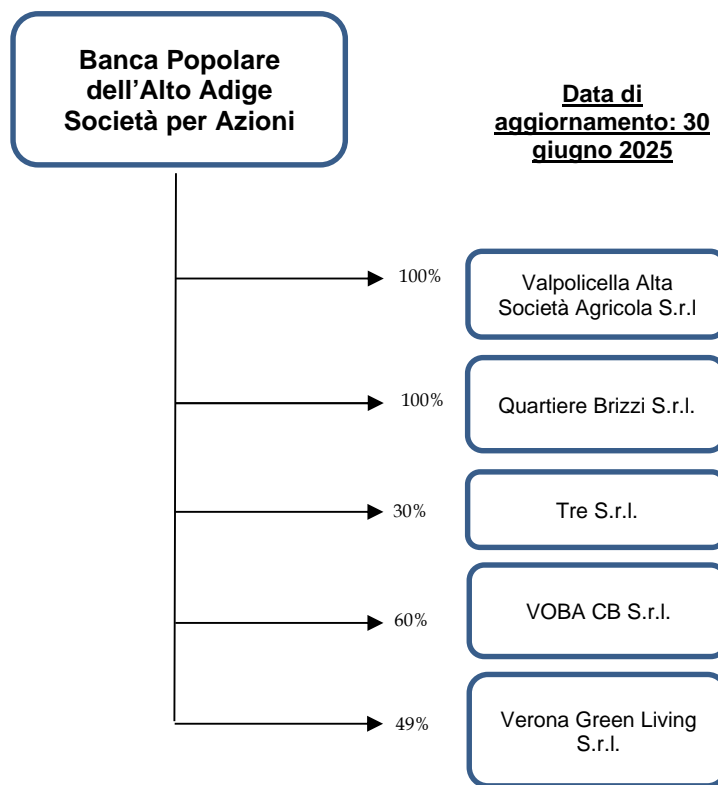 Banca Popolare
dell’Alto Adige
Società per Azioni
Data di
aggiornamento: 30
giugno 2025
100%
Valpolicella Alta
Società Agricola S.r.l
100%
Quartiere Brizzi S.r.l.
30%
Tre S.r.l.
60%
VOBA CB S.r.l.
49%
Verona Green Living
S.r.l.